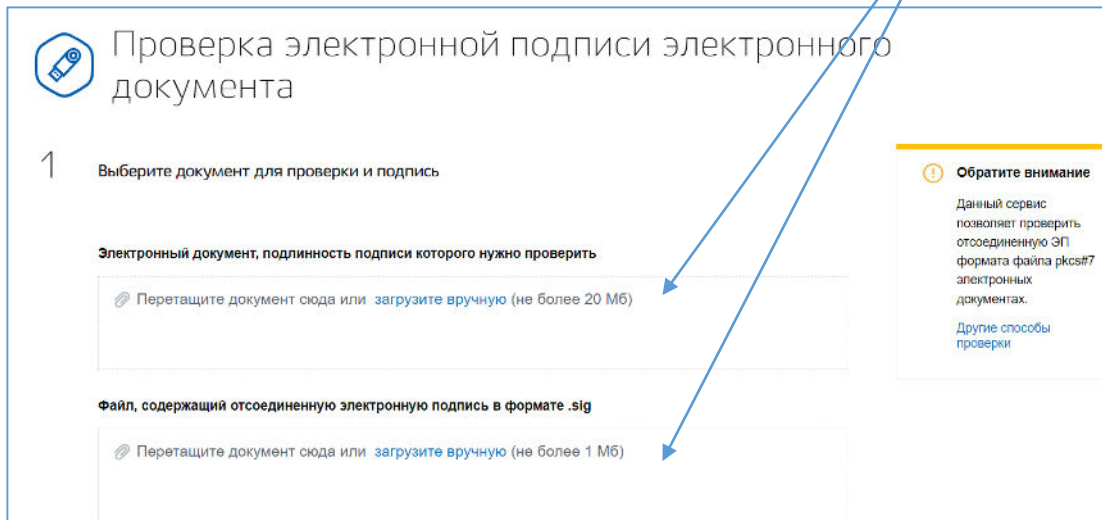 Проверка электронной подписи электронного
документа
1
Выберите документ для проверки и подпись
Электронный документ, подлинность подписи которого нужно проверить
Перетащите документ сюда или загрузите вручную (не более 20 Мб)
Файл, содержащий отсоединенную электронную подпись в формате .sig
Перетащите документ сюда или загрузите вручную (не более 1 Мб)
Обратите внимание
Данный сервис
позволяет проверить
отсоединенную ЭП
формата файла pkcs#7
электронных
документах.
Другие способы
проверки